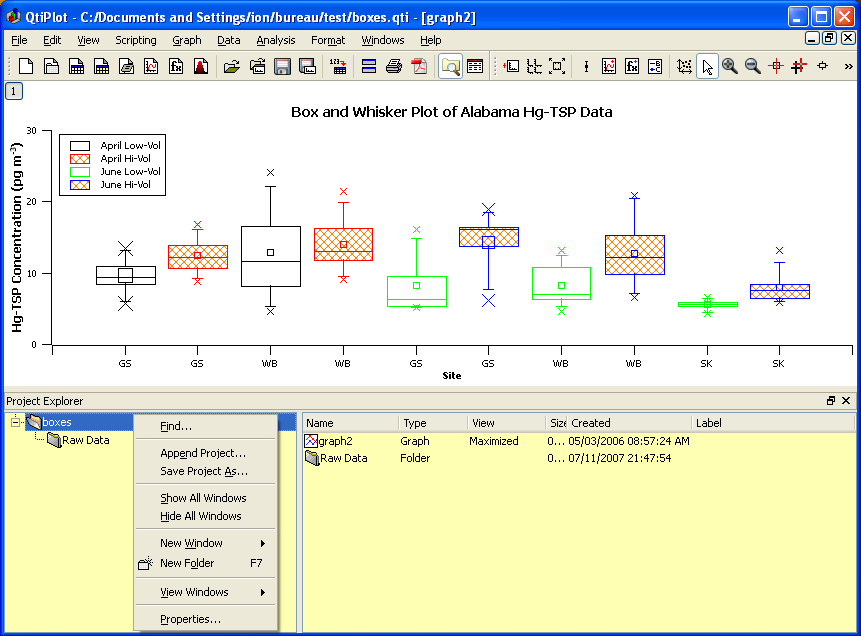 QtiPlot - C:/Documents and Settings/ion/bureau/test/boxes.qti - [graph2]
File Edit View Scripting Graph Data Analysis Format Windows Help
1
Box and Whisker Plot of Alabama Hg-TSP Data
April Low-Vol
April Hi-Vol
June Low-Vol
June Hi-Vol
Hg-TSP Concentration (pg m⁻³)
30
20
10
0
GS GS WB WB GS GS WB WB SK SK
Site
Project Explorer
boxes
Raw Data
Find...
Append Project...
Save Project As...
Show All Windows
Hide All Windows
New Window
New Folder F7
View Windows
Properties...
Name Type View Size Created Label
graph2 Graph Maximized 0... 05/03/2006 08:57:24 AM
Raw Data Folder 0... 07/11/2007 21:47:54